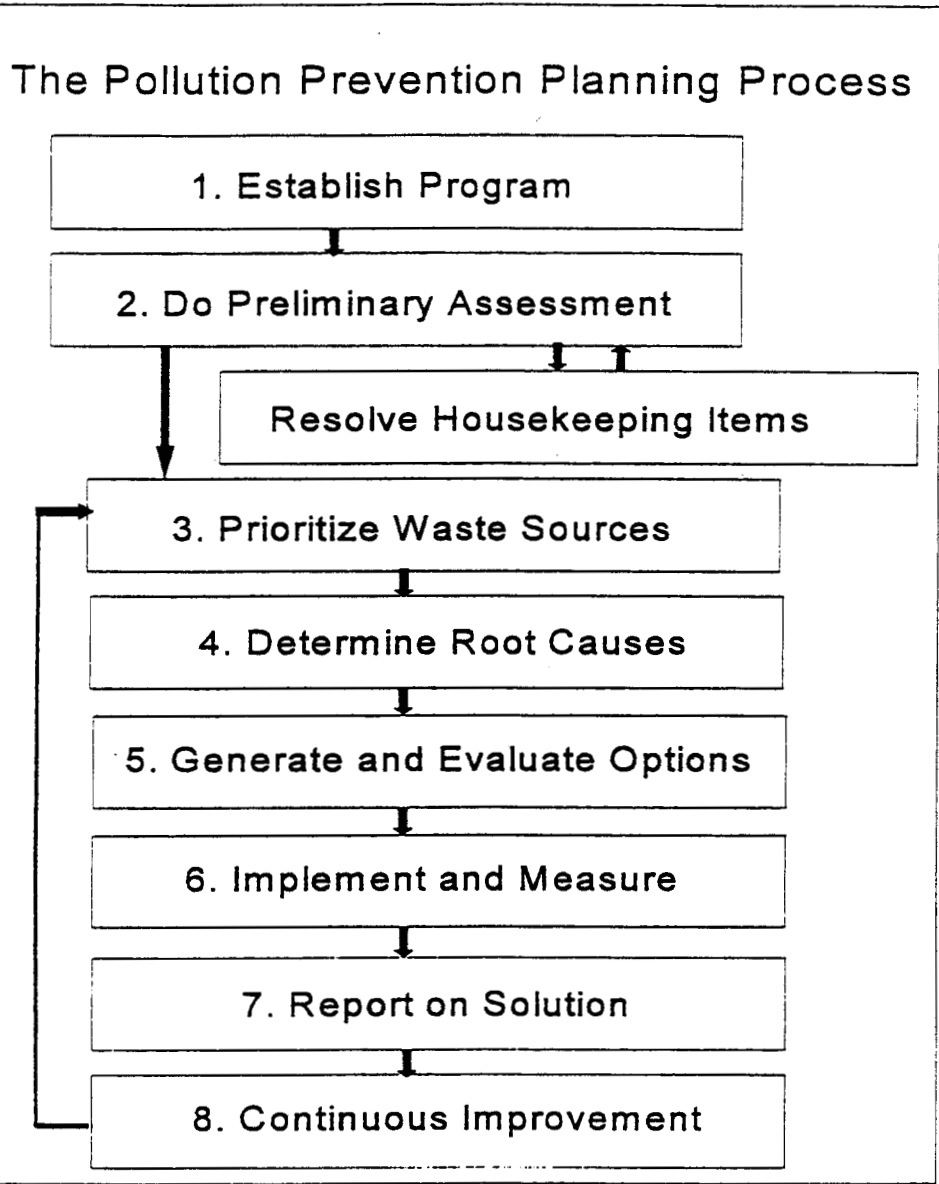 The Pollution Prevention Planning Process
1. Establish Program
2. Do Preliminary Assessment
Resolve Housekeeping Items
3. Prioritize Waste Sources
4. Determine Root Causes
5. Generate and Evaluate Options
6. Implement and Measure
7. Report on Solution
8. Continuous Improvement